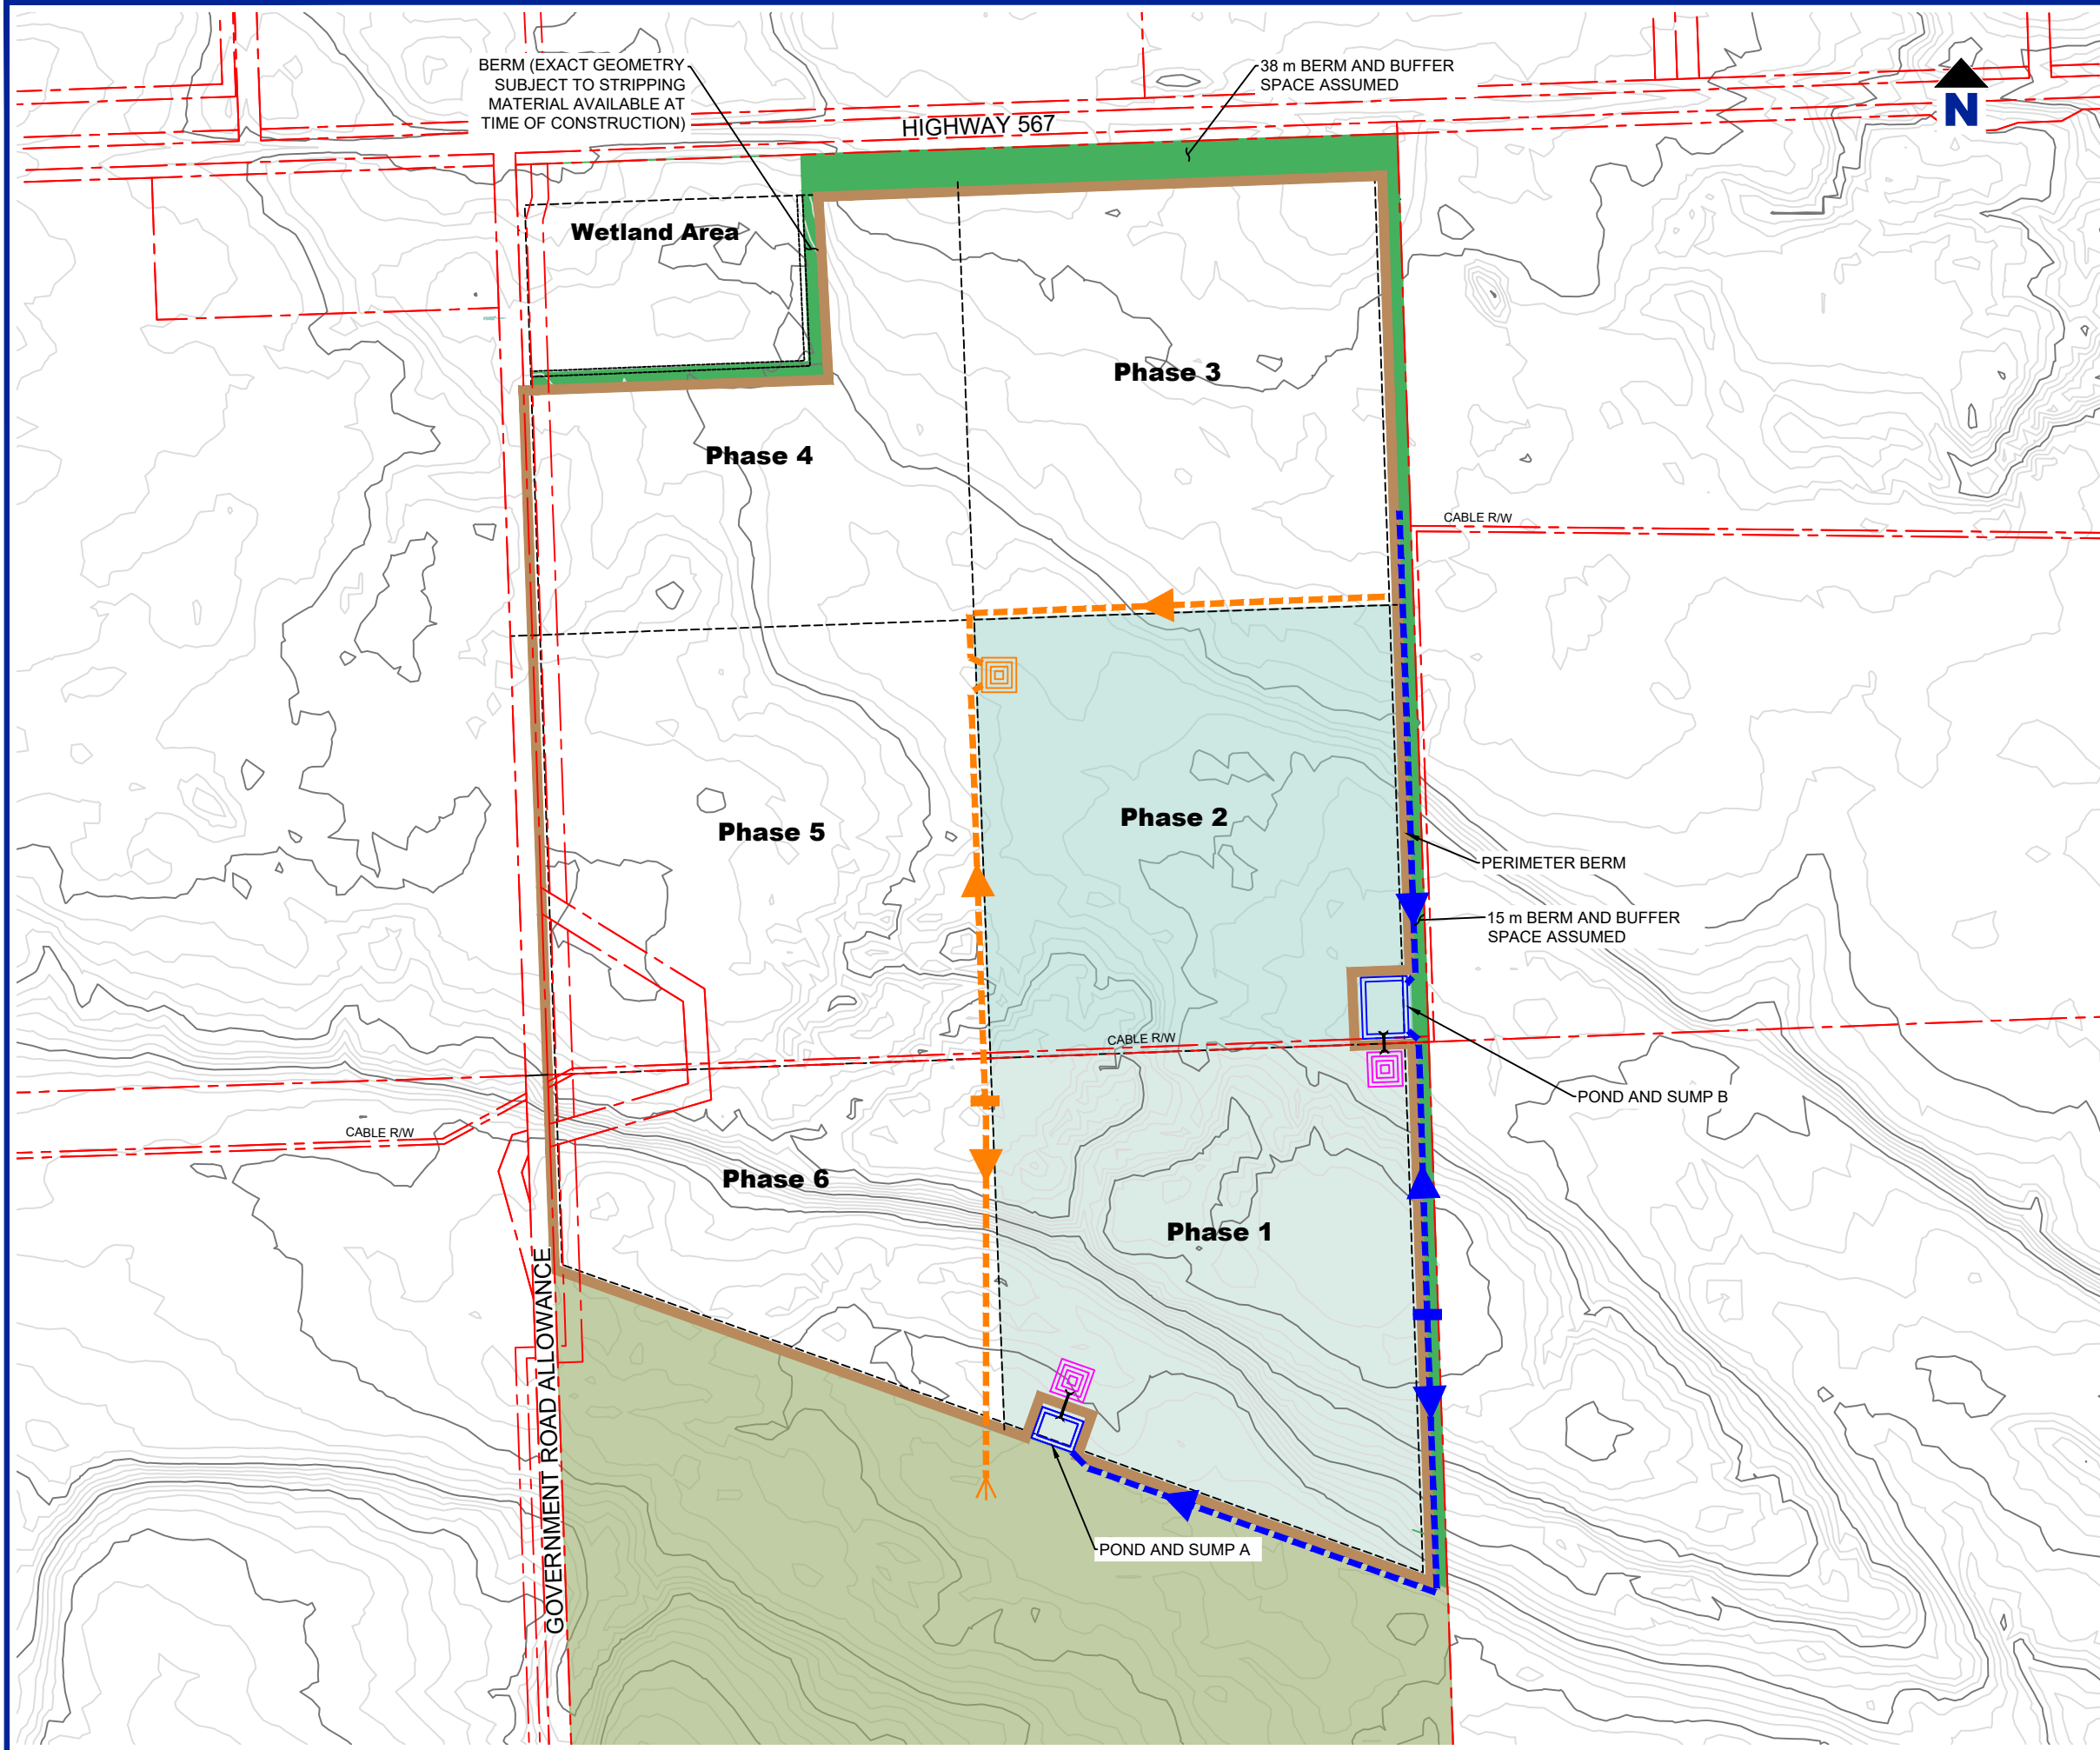 BERM (EXACT GEOMETRY
SUBJECT TO STRIPPING
MATERIAL AVAILABLE AT
TIME OF CONSTRUCTION)
38 m BERM AND BUFFER
SPACE ASSUMED
N
HIGHWAY 567
Wetland Area
Phase 3
Phase 4
CABLE R/W
Phase 2
Phase 5
PERIMETER BERM
15 m BERM AND BUFFER
SPACE ASSUMED
CABLE R/W
POND AND SUMP B
CABLE R/W
Phase 6
Phase 1
GOVERNMENT ROAD ALLOWANCE
POND AND SUMP A